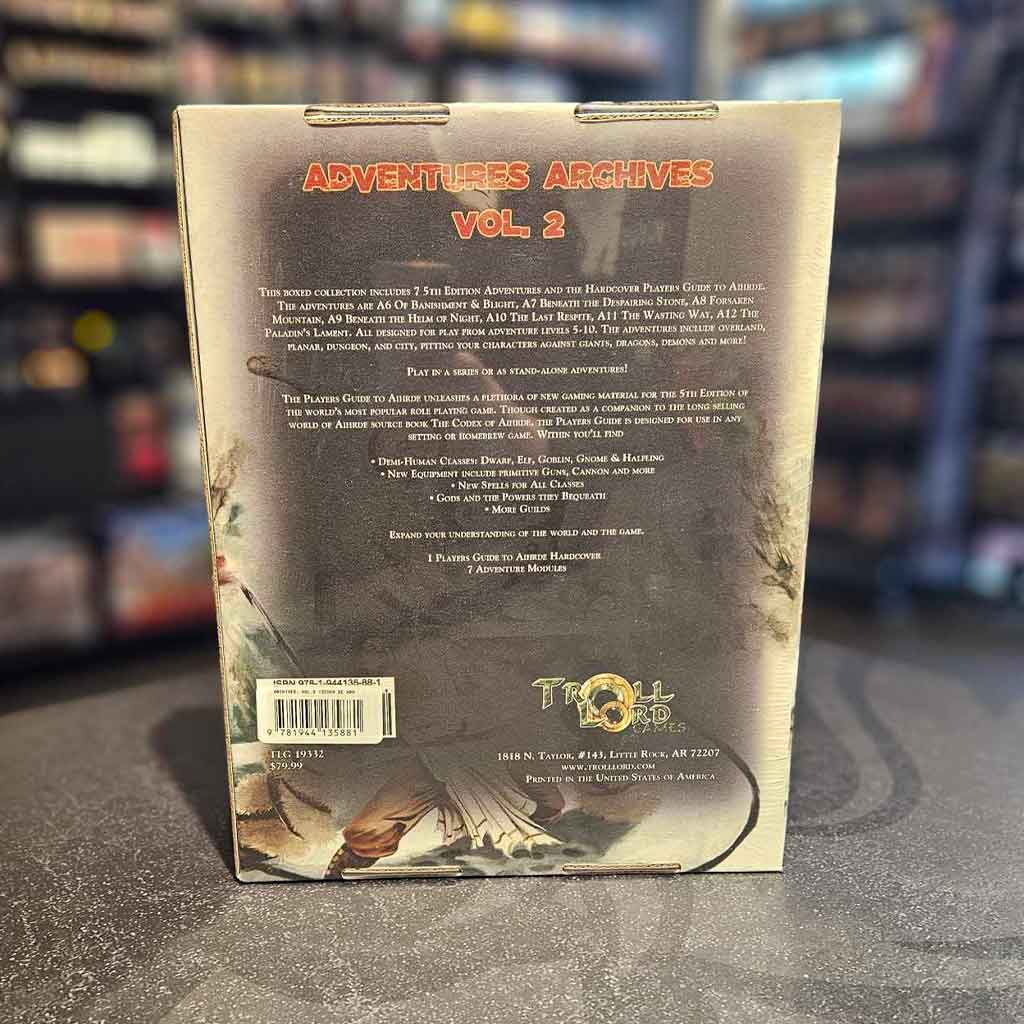 ADVENTURES ARCHIVES
VOL. 2
This boxed collection includes 7 5th Edition Adventures and the Hardcover Players Guide to Aihrde.
The adventures are A6 Of Banishment & Blight, A7 Beneath the Despairing Stone, A8 Forsaken
Mountain, A9 Beneath the Helm of Night, A10 The Last Respite, A11 The Wasting Way, A12 The
Paladin's Lament. All designed for play from adventure levels 5-10. The adventures include overland,
planar, dungeon, and city, pitting your characters against giants, dragons, demons and more!
Play in a series or as stand-alone adventures!
The Players Guide to Aihrde unleashes a plethora of new gaming material for the 5th Edition of
the world's most popular role playing game. Though created as a companion to the long selling
world of Aihrde source book The Codex of Aihrde, the Players Guide is designed for use in any
setting or homebrew game. Within you'll find
• Demi-Human Classes: Dwarf, Elf, Goblin, Gnome & Halfling
• New Equipment include primitive Guns, Cannon and more
• New Spells for All Classes
• Gods and the Powers they Bequeath
• More Guilds
Expand your understanding of the world and the game.
1 Players Guide to Aihrde Hardcover
7 Adventure Modules
ISBN 978-1-944135-88-1
9 781944 135881
TLG 19332
$79.99
TROLL
LORD
GAMES
1818 N. Taylor, #143, Little Rock, AR 72207
www.trolllord.com
Printed in the United States of America